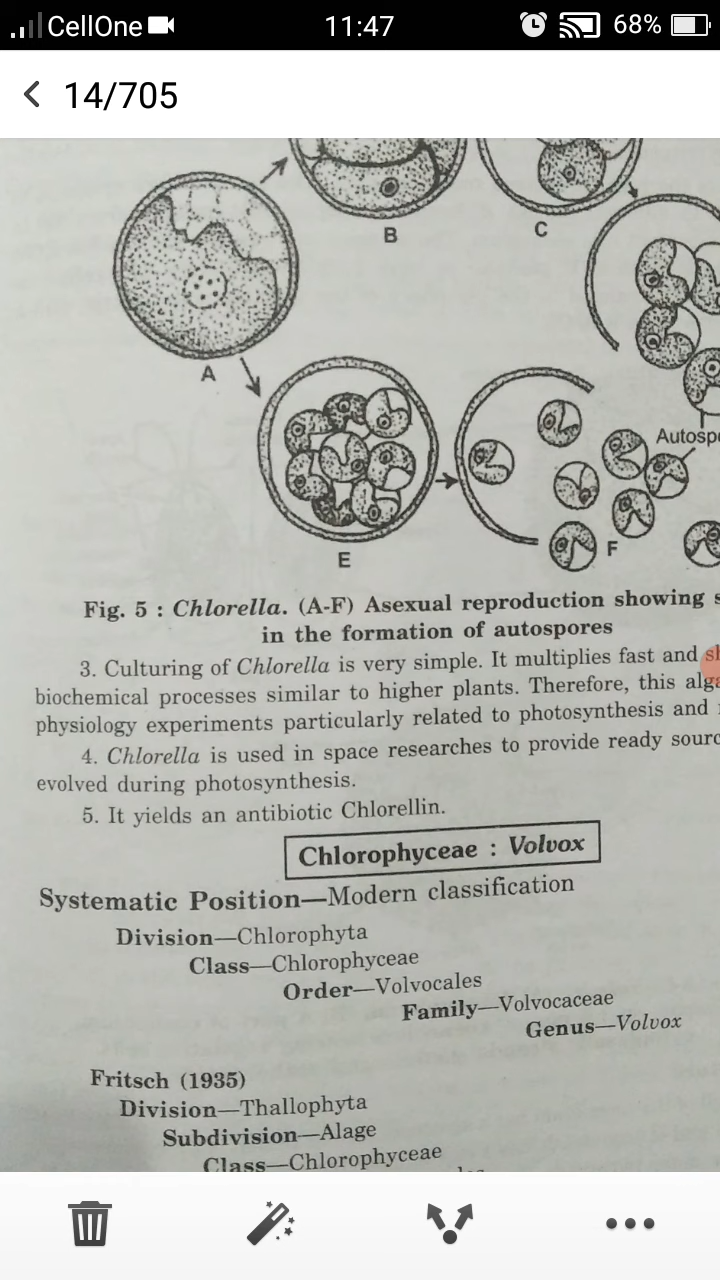 CellOne 11:47 68%
14/705
B
C
A
Autosp
E
F
Fig. 5 : Chlorella. (A-F) Asexual reproduction showing s
in the formation of autospores
3. Culturing of Chlorella is very simple. It multiplies fast and sh
biochemical processes similar to higher plants. Therefore, this alga
physiology experiments particularly related to photosynthesis and
4. Chlorella is used in space researches to provide ready sourc
evolved during photosynthesis.
5. It yields an antibiotic Chlorellin.
Chlorophyceae : Volvox
Systematic Position—Modern classification
Division—Chlorophyta
Class—Chlorophyceae
Order—Volvocales
Family—Volvocaceae
Genus—Volvox
Fritsch (1935)
Division—Thallophyta
Subdivision—Alage
Class—Chlorophyceae